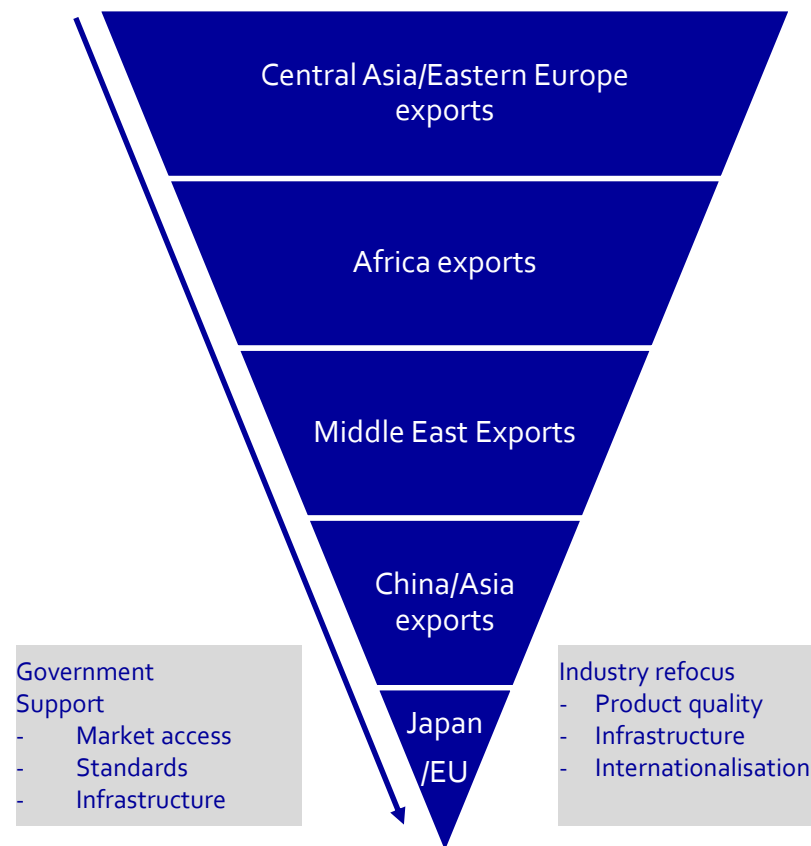 Central Asia/Eastern Europe
exports
Africa exports
Middle East Exports
China/Asia
exports
Japan
/EU
Government
Support
- Market access
- Standards
- Infrastructure
Industry refocus
- Product quality
- Infrastructure
- Internationalisation